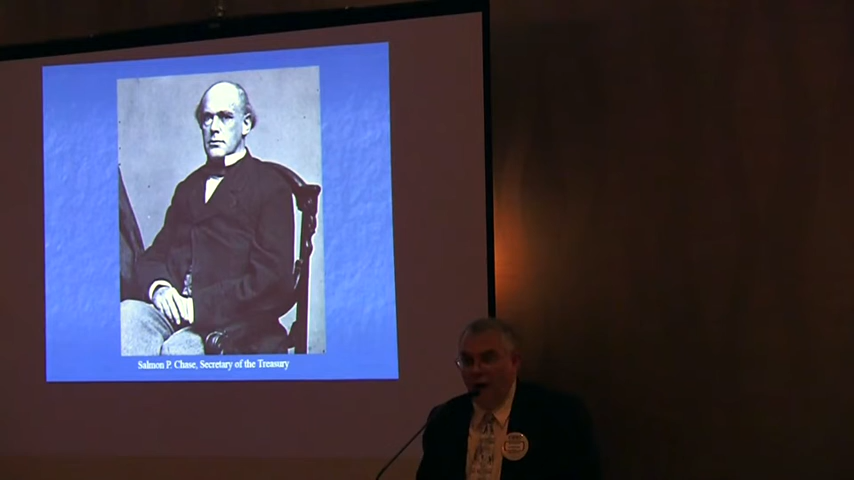 Salmon P. Chase, Secretary of the Treasury